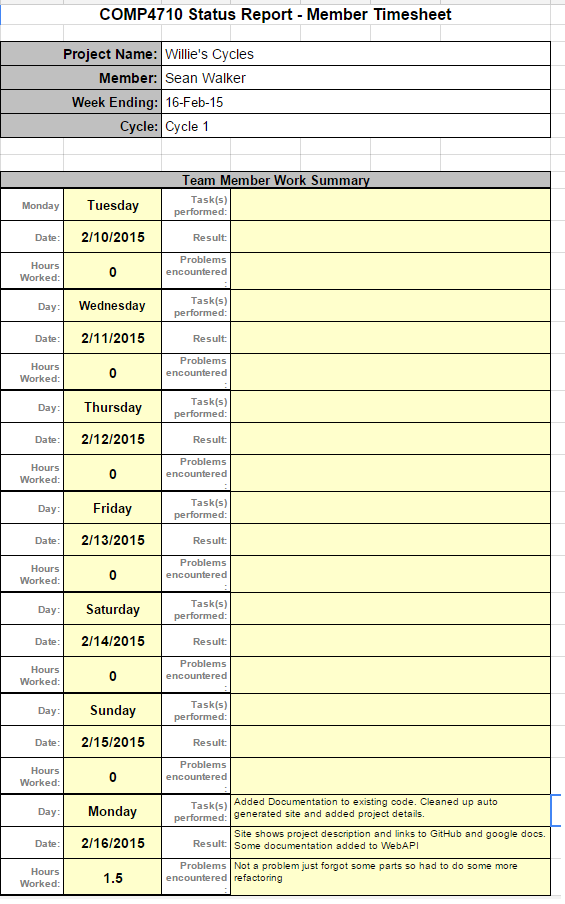 COMP4710 Status Report - Member Timesheet
Project Name: Willie's Cycles
Member: Sean Walker
Week Ending: 16-Feb-15
Cycle: Cycle 1
Team Member Work Summary
Monday Tuesday Task(s) performed:
Date: 2/10/2015 Result:
Hours Worked: 0 Problems encountered :
Day: Wednesday Task(s) performed:
Date: 2/11/2015 Result:
Hours Worked: 0 Problems encountered :
Day: Thursday Task(s) performed:
Date: 2/12/2015 Result:
Hours Worked: 0 Problems encountered :
Day: Friday Task(s) performed:
Date: 2/13/2015 Result:
Hours Worked: 0 Problems encountered :
Day: Saturday Task(s) performed:
Date: 2/14/2015 Result:
Hours Worked: 0 Problems encountered :
Day: Sunday Task(s) performed:
Date: 2/15/2015 Result:
Hours Worked: 0 Problems encountered :
Day: Monday Task(s) performed: Added Documentation to existing code. Cleaned up auto
generated site and added project details.
Date: 2/16/2015 Result: Site shows project description and links to GitHub and google docs.
Some documentation added to WebAPI
Hours Worked: 1.5 Problems encountered : Not a problem just forgot some parts so had to do some more
refactoring